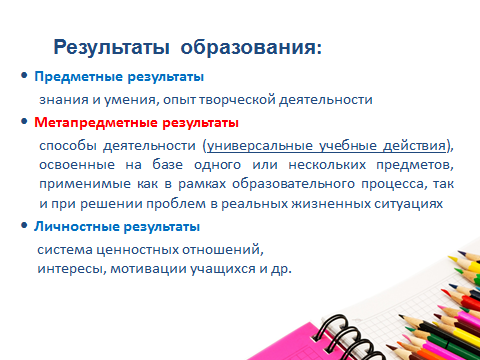 Результаты образования:
• Предметные результаты
знания и умения, опыт творческой деятельности
• Метапредметные результаты
способы деятельности (универсальные учебные действия),
освоенные на базе одного или нескольких предметов,
применимые как в рамках образовательного процесса, так
и при решении проблем в реальных жизненных ситуациях
• Личностные результаты
система ценностных отношений,
интересы, мотивации учащихся и др.